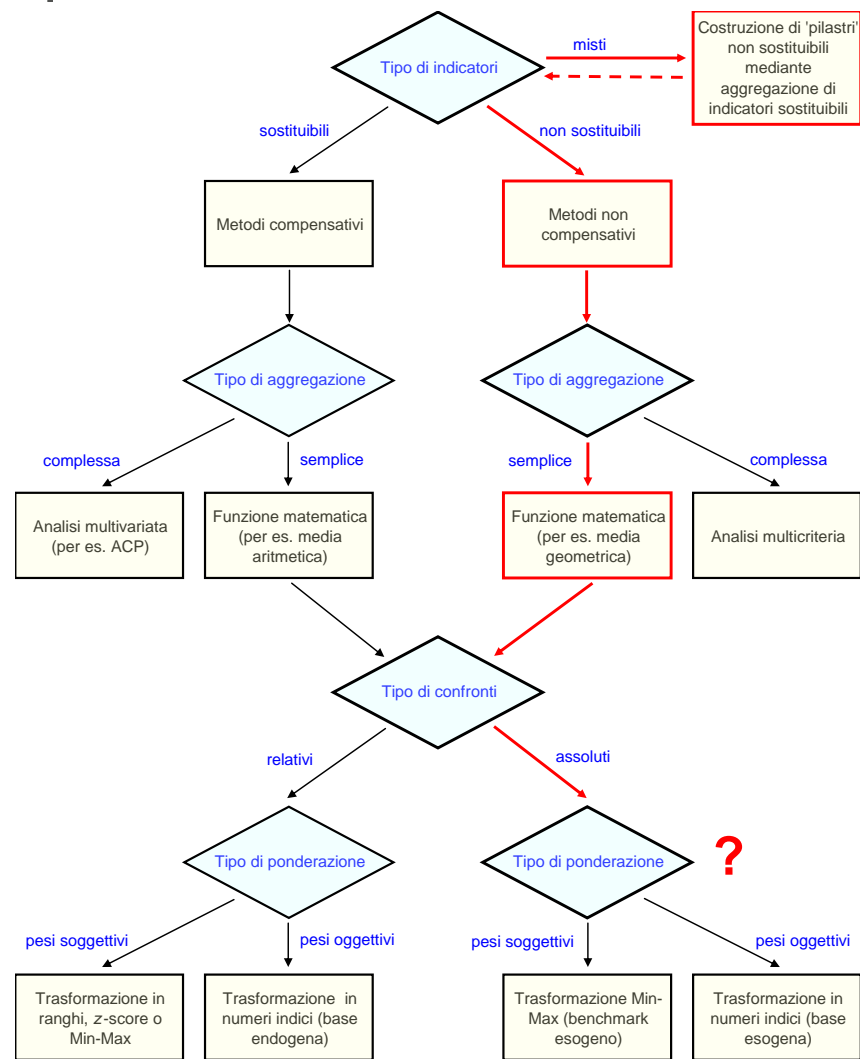 Tipo di indicatori
misti
Costruzione di 'pilastri'
non sostituibili
mediante
aggregazione di
indicatori sostituibili
sostituibili
non sostituibili
Metodi compensativi
Metodi non
compensativi
Tipo di aggregazione
Tipo di aggregazione
complessa
semplice
semplice
complessa
Analisi multivariata
(per es. ACP)
Funzione matematica
(per es. media
aritmetica)
Funzione matematica
(per es. media
geometrica)
Analisi multicriteria
Tipo di confronti
relativi
assoluti
Tipo di ponderazione
Tipo di ponderazione
?
pesi soggettivi
pesi oggettivi
pesi soggettivi
pesi oggettivi
Trasformazione in
ranghi, z-score o
Min-Max
Trasformazione in
numeri indici (base
endogena)
Trasformazione Min-
Max (benchmark
esogeno)
Trasformazione in
numeri indici (base
esogena)